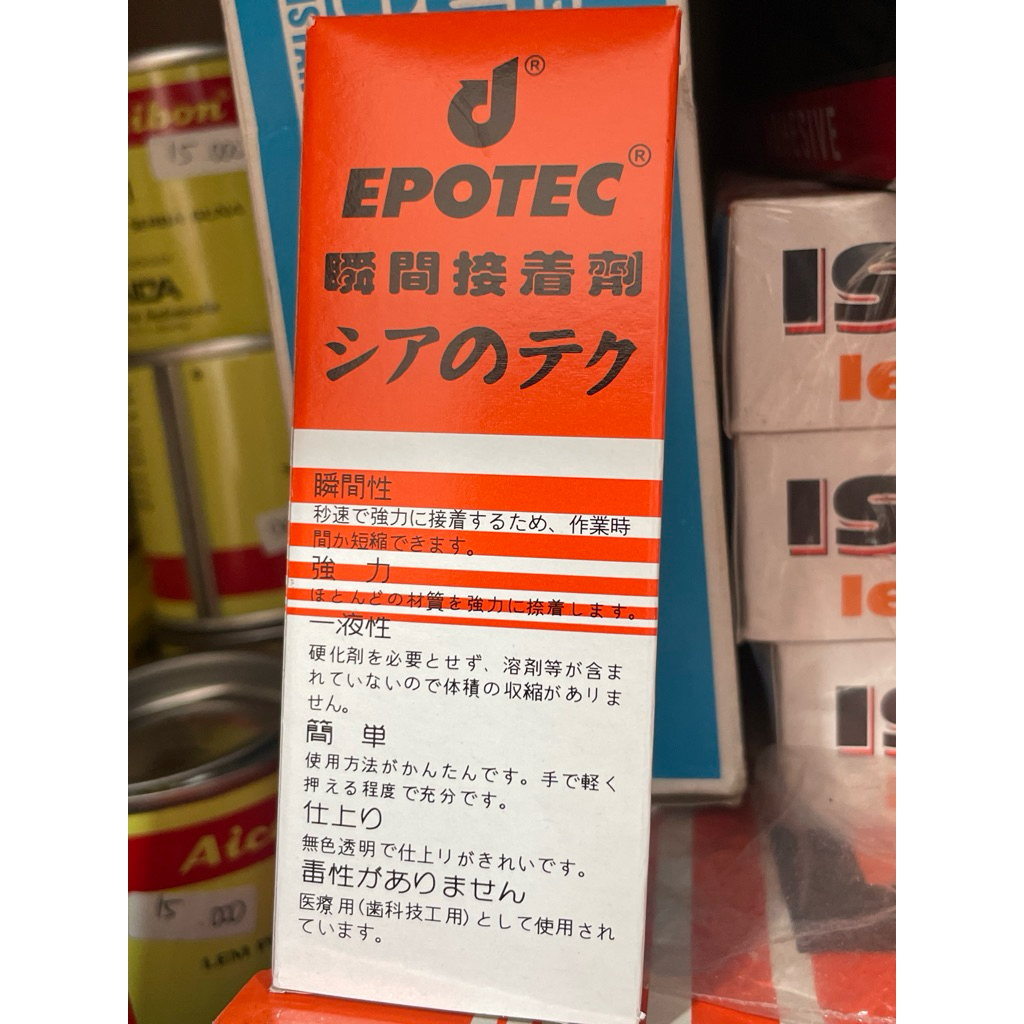 EPOTEC
瞬間接着剤
シアのテク
瞬間性
秒速で強力に接着するため、作業時
間か短縮できます。
強 力
ほとんどの材質を強力に捺着します。
一液性
硬化剤を必要とせず、溶剤等が含ま
れていないので体積の収縮がありま
せん。
簡 単
使用方法がかんたんです。手で軽く
押える程度で充分です。
仕上り
無色透明で仕上りがきれいです。
毒性がありません
医療用(歯科技工用)として使用され
ています。
15 000
15 .000
LEM